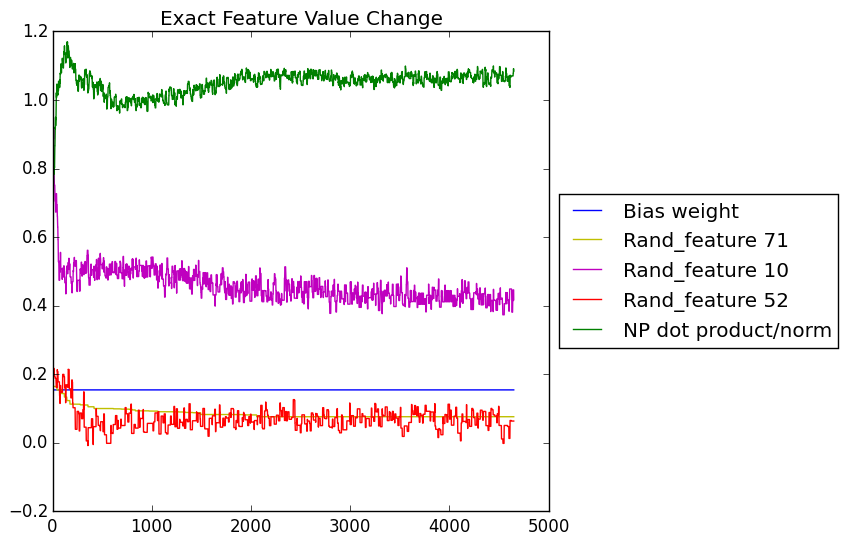 Exact Feature Value Change
1.2
1.0
0.8
0.6
0.4
0.2
0.0
−0.2
0 1000 2000 3000 4000 5000
Bias weight
Rand_feature 71
Rand_feature 10
Rand_feature 52
NP dot product/norm